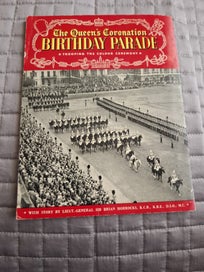 The Queen's Coronation
BIRTHDAY PARADE
★ TROOPING THE COLOUR CEREMONY ★
★ WITH STORY BY LIEUT.-GENERAL SIR BRIAN HORROCKS, K.C.B., K.B.E., D.S.O., M.C. ★